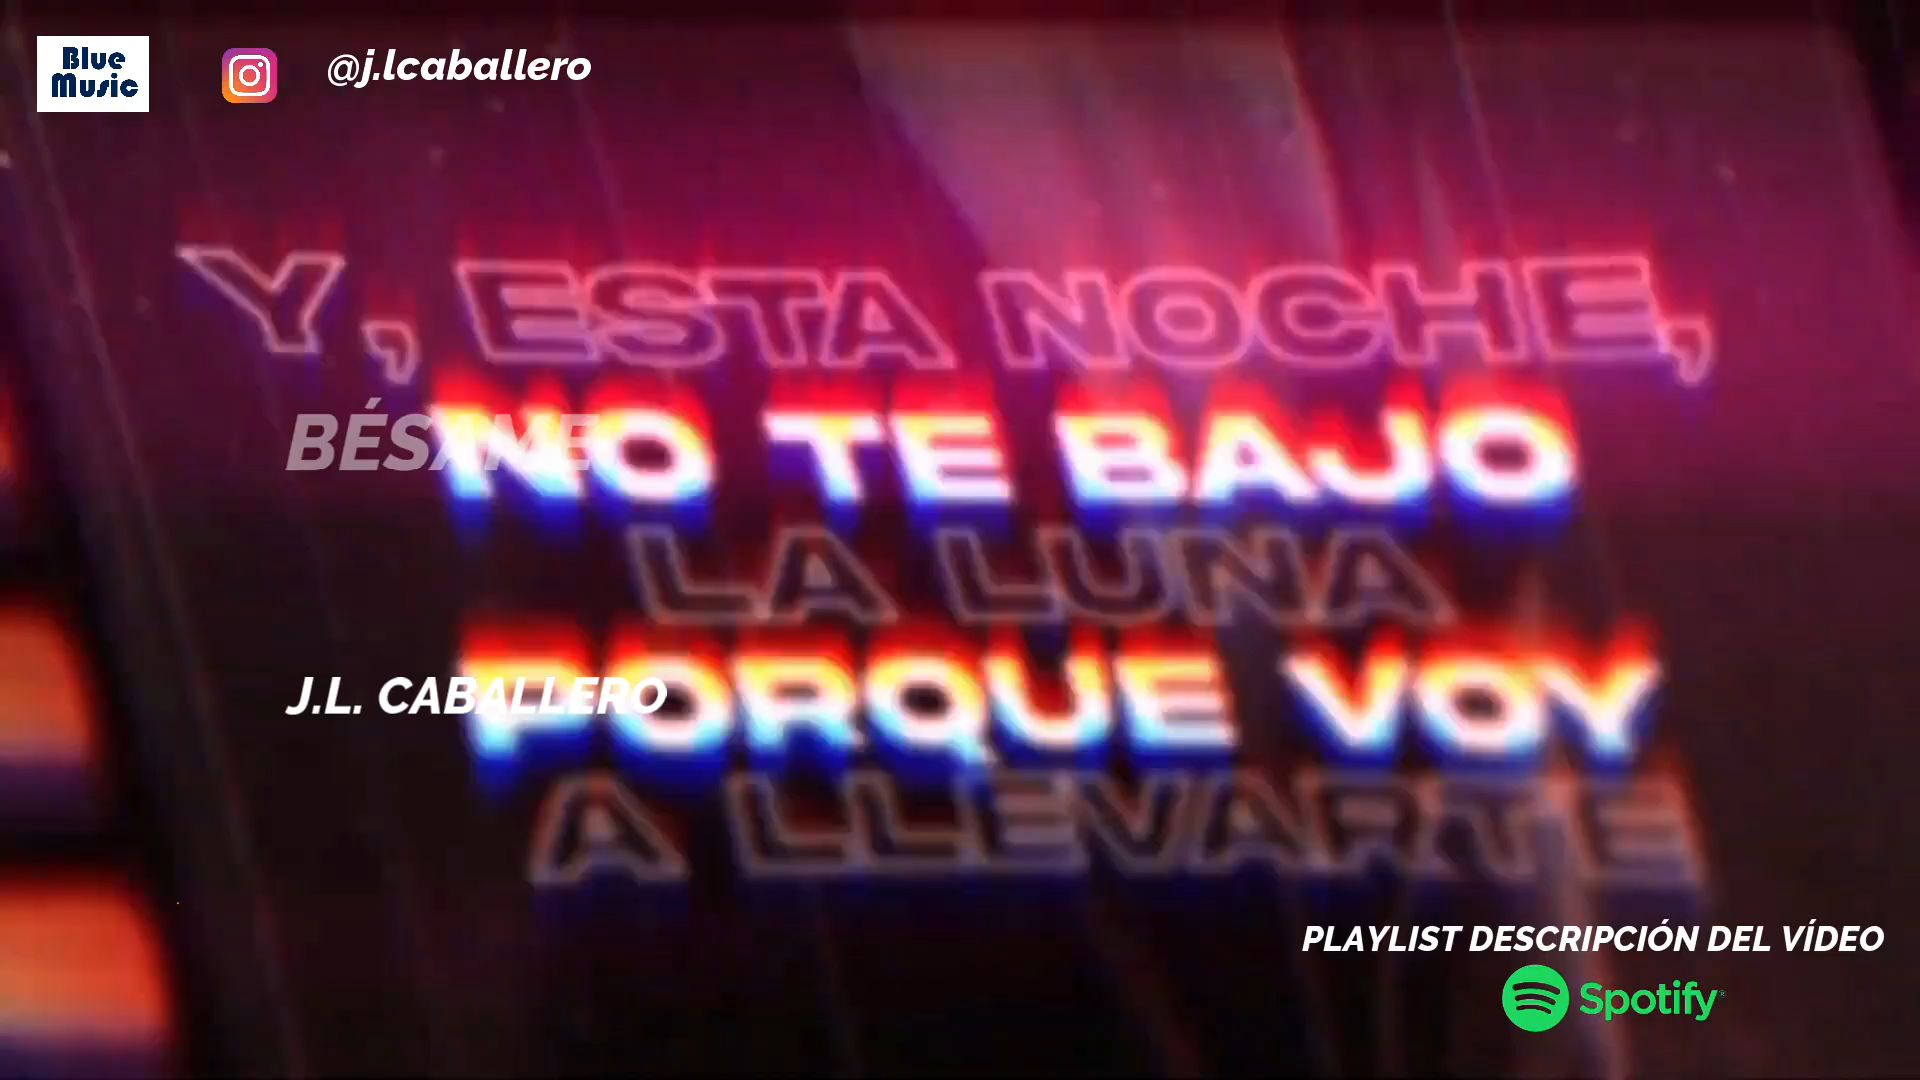 Blue
Music
@j.lcaballero
Y, ESTA NOCHE,
BÉSAME
NO TE BAJO
LA LUNA
J.L. CABALLERO
PORQUE VOY
A LLEVARTE
PLAYLIST DESCRIPCIÓN DEL VÍDEO
Spotify